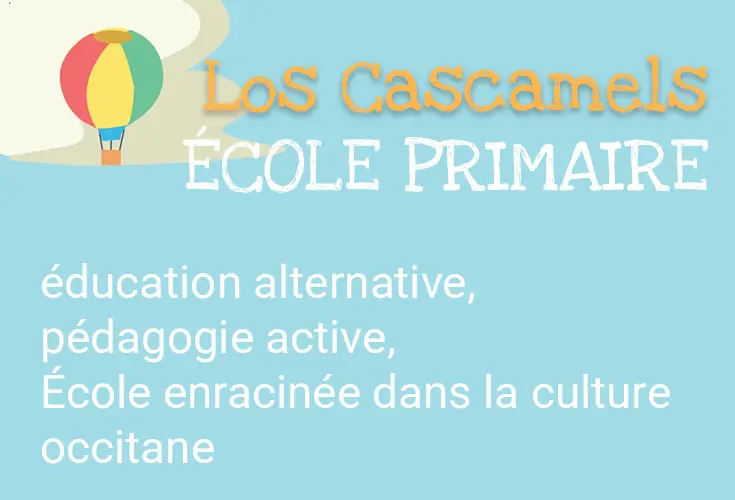 Los Cascamels
ÉCOLE PRIMAIRE
éducation alternative,
pédagogie active,
École enracinée dans la culture
occitane